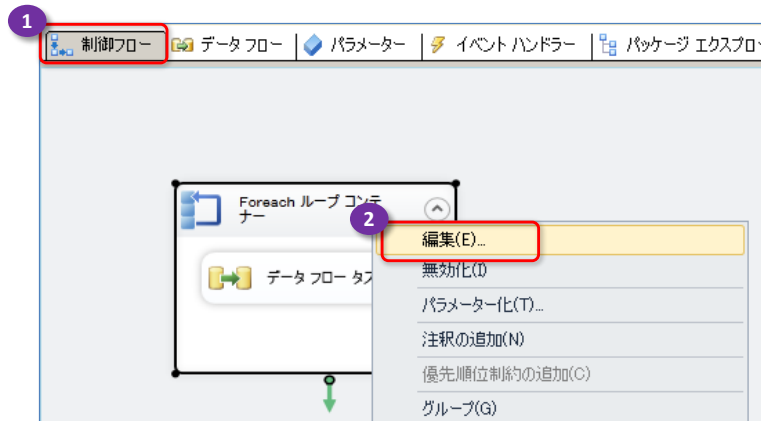 1
制御フロー データ フロー パラメーター イベント ハンドラー パッケージ エクスプロー
Foreach ループ コンテ
ナー
2
編集(E)...
データ フロー タス
無効化(I)
パラメーター化(T)...
注釈の追加(N)
優先順位制約の追加(C)
グループ(G)